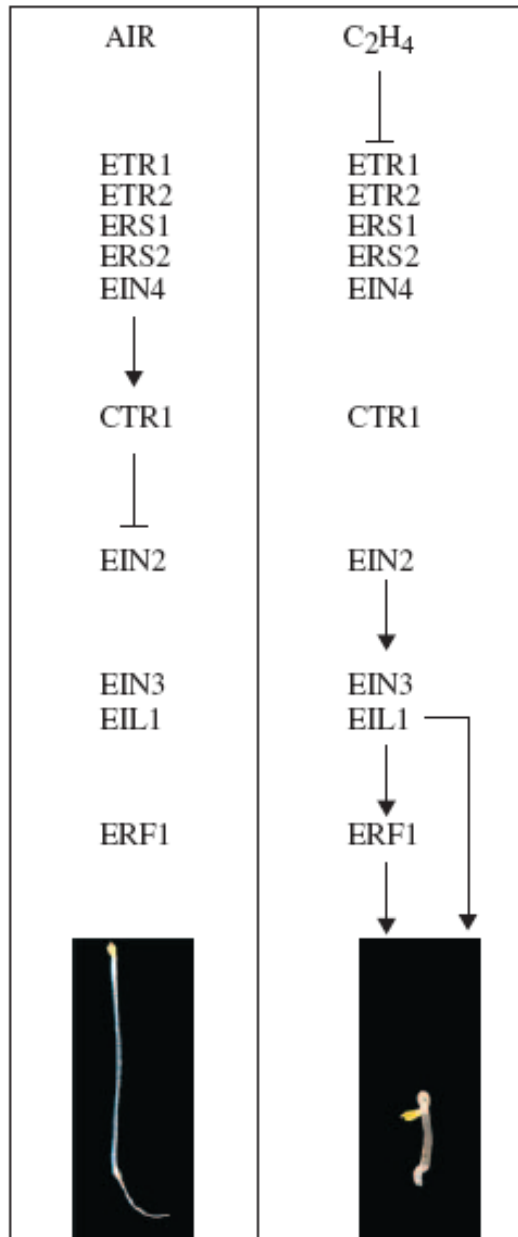 AIR
ETR1
ETR2
ERS1
ERS2
EIN4
CTR1
EIN2
EIN3
EIL1
ERF1
C2H4
ETR1
ETR2
ERS1
ERS2
EIN4
CTR1
EIN2
EIN3
EIL1
ERF1